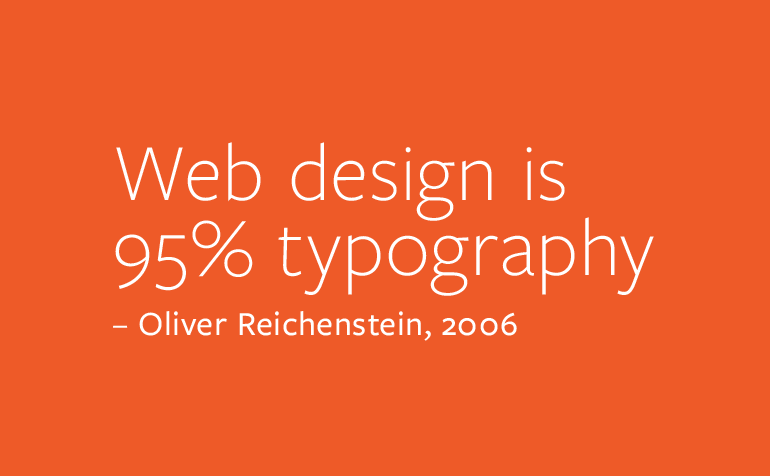 Web design is
95% typography
– Oliver Reichenstein, 2006